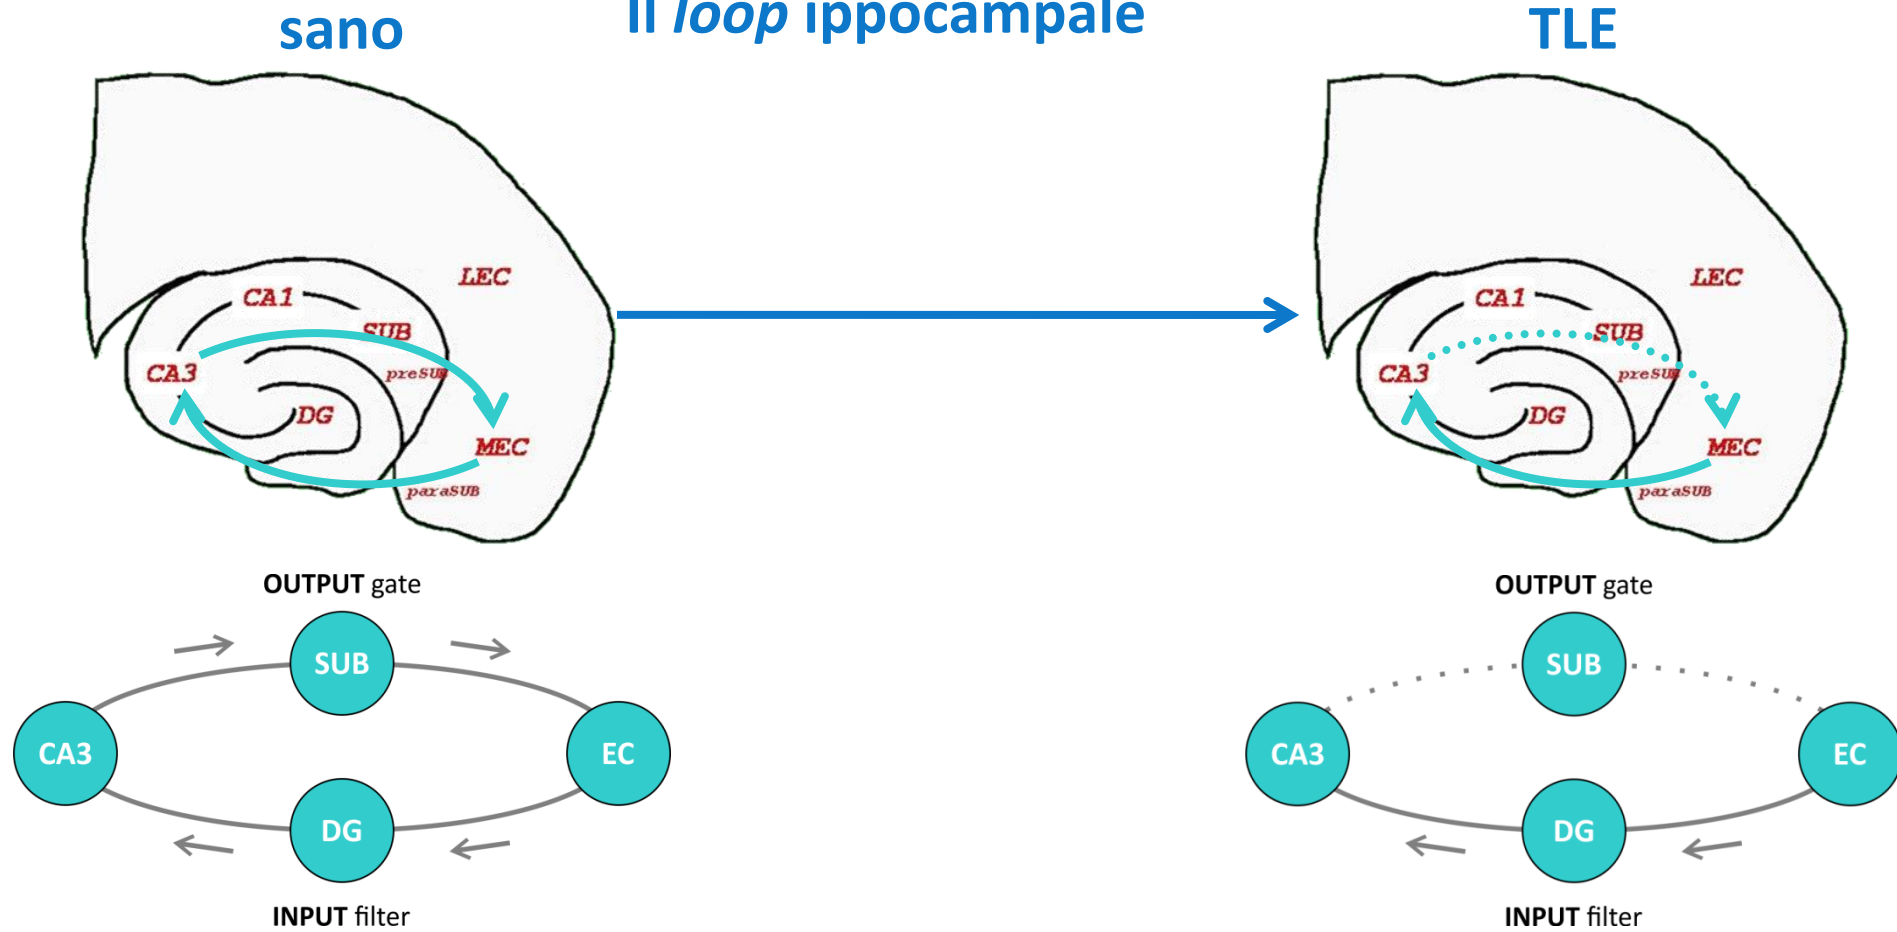 sano
Il loop ippocampale
TLE
LEC
CA1
SUB
CA3
preSUB
DG
MEC
paraSUB
LEC
CA1
SUB
CA3
preSUB
DG
MEC
paraSUB
OUTPUT gate
SUB
CA3
EC
DG
INPUT filter
OUTPUT gate
SUB
CA3
EC
DG
INPUT filter